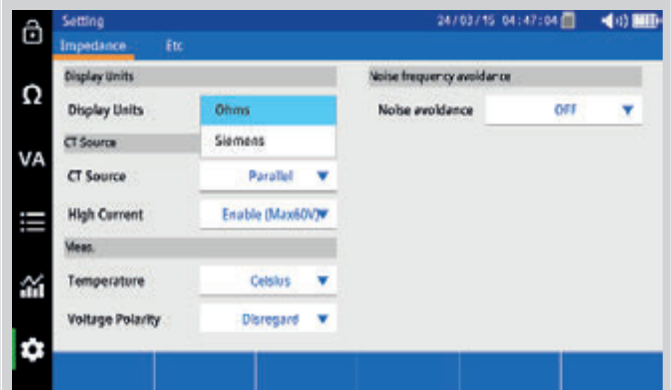 Setting 24/03/15 04:47:04
Impedance Etc
Display Units
Display Units Ohms
Siemens
CT Source
CT Source Parallel
High Current Enable (Max60V)
Meas.
Temperature Celsius
Voltage Polarity Disregard
Noise frequency avoidance
Noise avoidance OFF
Ω
VA